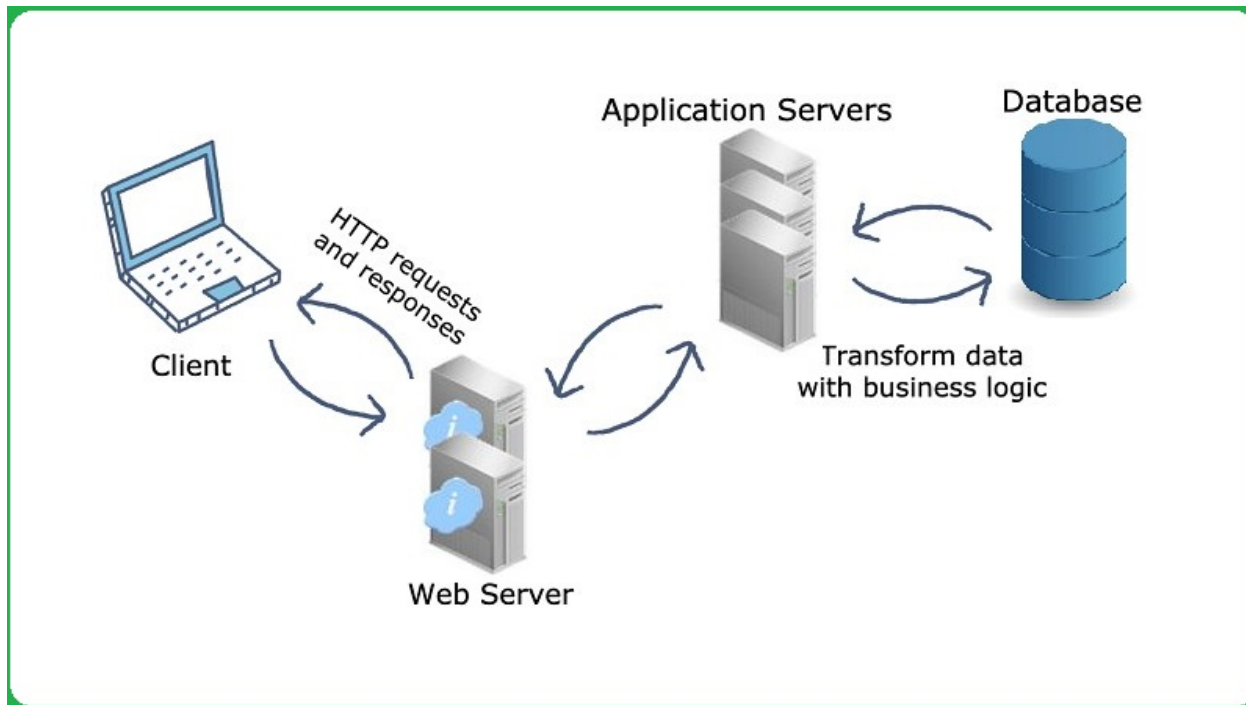 Application Servers
Database
HTTP requests
and responses
Client
Transform data
with business logic
i
i
Web Server